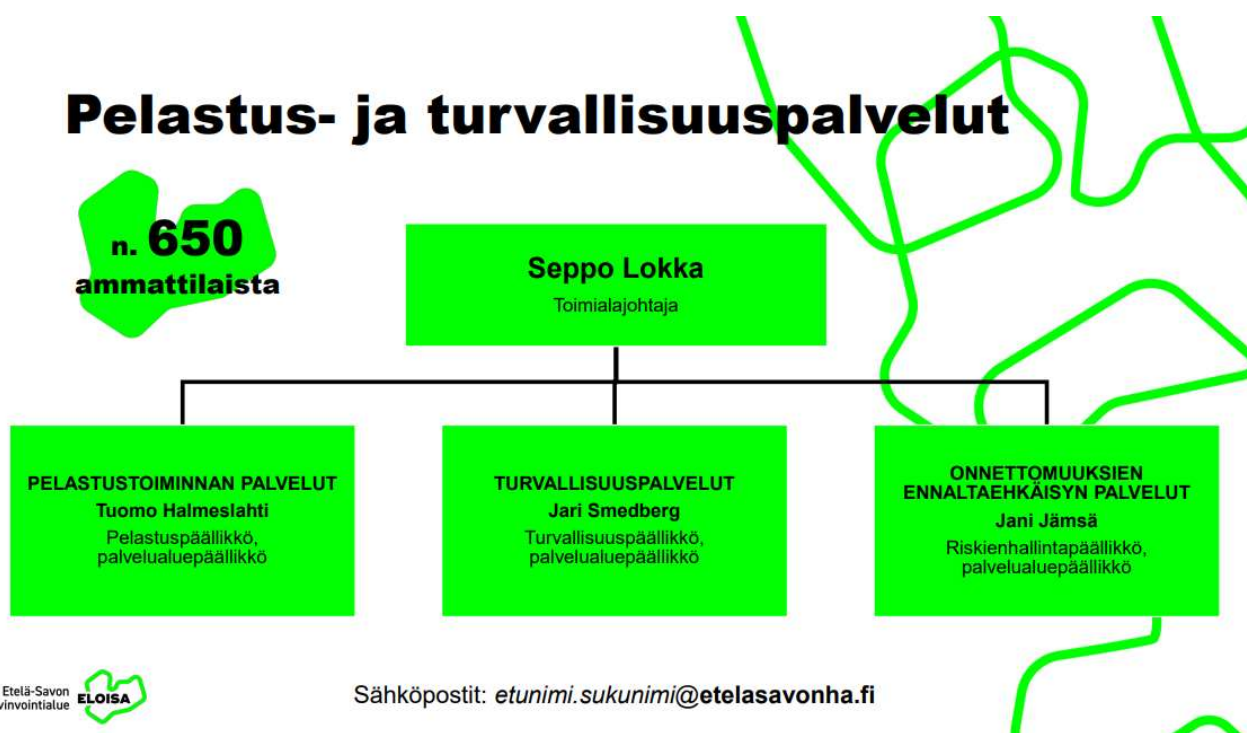 Pelastus- ja turvallisuuspalvelut
n. 650
ammattilaista
Seppo Lokka
Toimialajohtaja
PELASTUSTOIMINNAN PALVELUT
Tuomo Halmeslahti
Pelastuspäällikkö,
palvelualuepäällikkö
TURVALLISUUSPALVELUT
Jari Smedberg
Turvallisuuspäällikkö,
palvelualuepäällikkö
ONNETTOMUUKSIEN
ENNALTAEHKÄISYN PALVELUT
Jani Jämsä
Riskienhallintapäällikkö,
palvelualuepäällikkö
Etelä-Savon
vinvointialue
ELOISA
Sähköpostit: etunimi.sukunimi@etelasavonha.fi